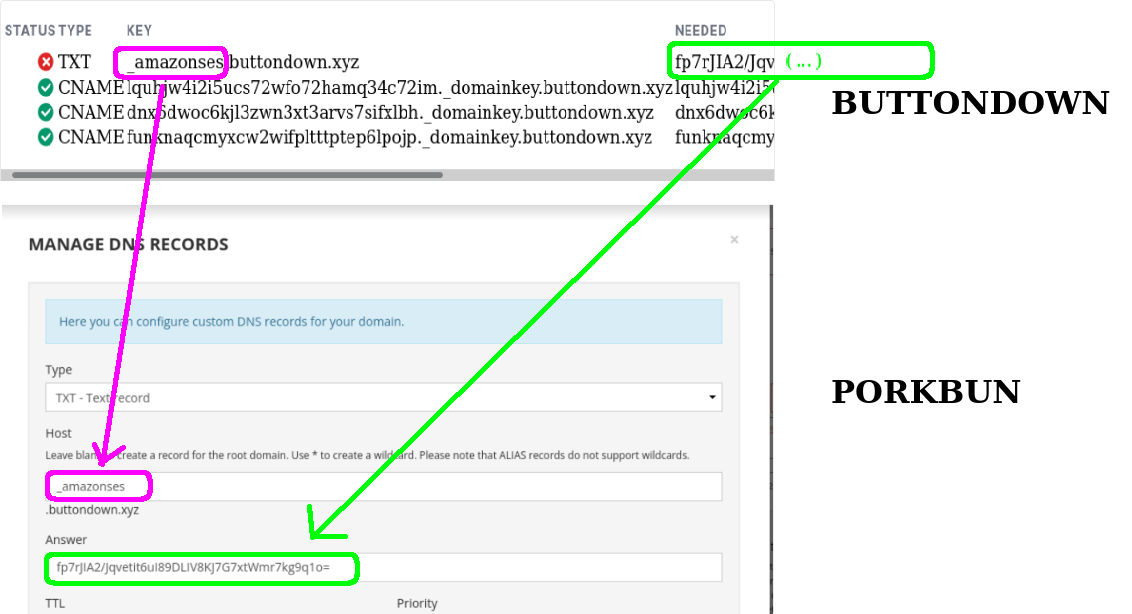 STATUS TYPE KEY NEEDED
TXT _amazonses.buttondown.xyz fp7rJIA2/Jqv (...)
CNAME lquhjw4i2i5ucs72wfo72hamq34c72im._domainkey.buttondown.xyz lquhjw4i2i5
CNAME dnx6dwoc6kjl3zwn3xt3arvs7sifxlbh._domainkey.buttondown.xyz dnx6dwoc6k
CNAME funknaqcmyxcw2wifpltttptep6lpojp._domainkey.buttondown.xyz funknaqcmy
BUTTONDOWN
MANAGE DNS RECORDS
×
Here you can configure custom DNS records for your domain.
Type
TXT - Text record
PORKBUN
Host
Leave blank to create a record for the root domain. Use * to create a wildcard. Please note that ALIAS records do not support wildcards.
_amazonses
.buttondown.xyz
Answer
fp7rJIA2/Jqvetit6uI89DLIV8KJ7G7xtWmr7kg9q1o=
TTL Priority